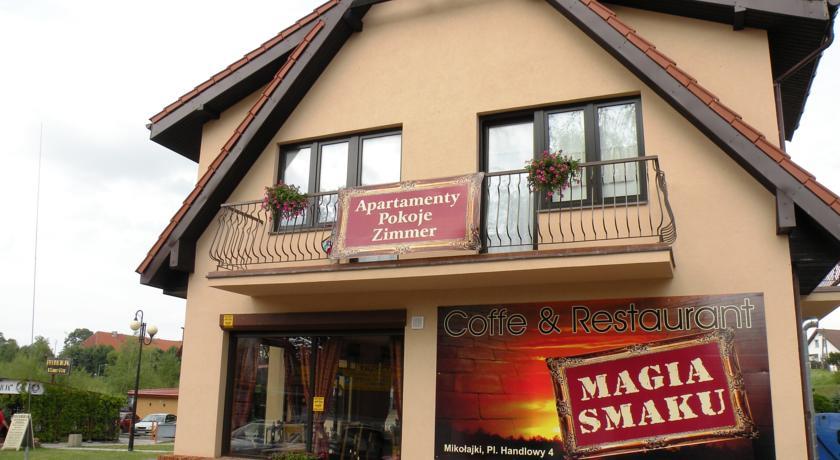 Apartamenty
Pokoje
Zimmer
Coffe & Restaurant
MAGIA
SMAKU
Mikołajki, Pl. Handlowy 4